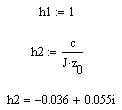 h1 := 1
h2 := c / (J·z₀)
h2 = −0.036 + 0.055i